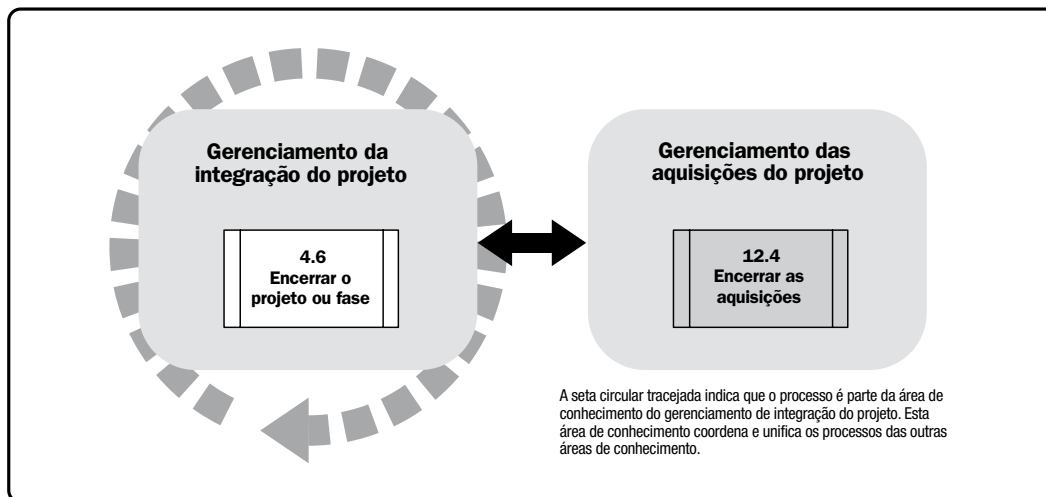 Gerenciamento da
integração do projeto
4.6
Encerrar o
projeto ou fase
Gerenciamento das
aquisições do projeto
12.4
Encerrar as
aquisições
A seta circular tracejada indica que o processo é parte da área de
conhecimento do gerenciamento de integração do projeto. Esta
área de conhecimento coordena e unifica os processos das outras
áreas de conhecimento.